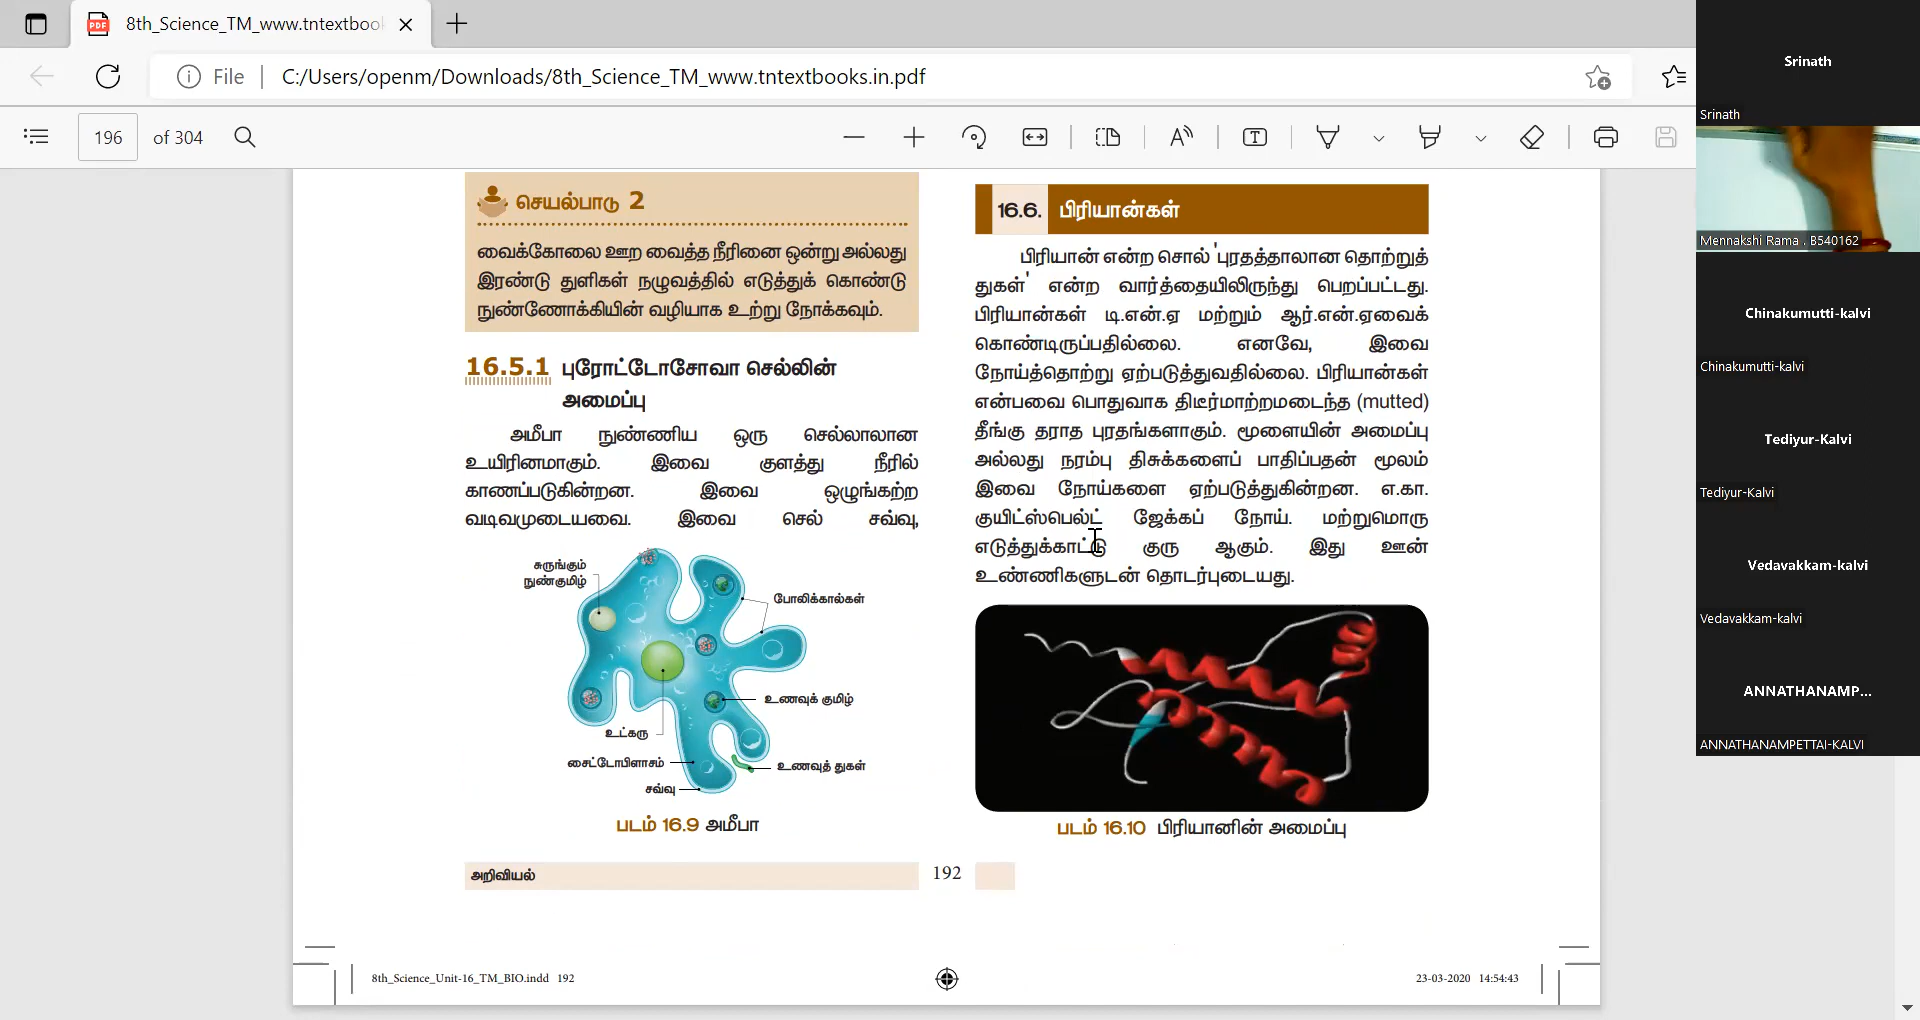 8th_Science_TM_www.tntextboo
File
C:/Users/openm/Downloads/8th_Science_TM_www.tntextbooks.in.pdf
196 of 304
செயல்பாடு 2
வைக்கோலை ஊற வைத்த நீரினை ஒன்று அல்லது
இரண்டு துளிகள் நழுவத்தில் எடுத்துக் கொண்டு
நுண்ணோக்கியின் வழியாக உற்று நோக்கவும்.
16.5.1 புரோட்டோசோவா செல்லின்
அமைப்பு
அமீபா நுண்ணிய ஒரு செல்லாலான
உயிரினமாகும். இவை குளத்து நீரில்
காணப்படுகின்றன. இவை ஒழுங்கற்ற
வடிவமுடையவை. இவை செல் சவ்வு,
சுருங்கும்
நுண்குமிழ்
போலிக்கால்கள்
உணவுக் குமிழ்
உட்கரு
சைட்டோபிளாசம்
உணவுத் துகள்
சவ்வு
படம் 16.9 அமீபா
16.6. பிரியான்கள்
பிரியான் என்ற சொல் 'புரதத்தாலான தொற்றுத்
துகள்' என்ற வார்த்தையிலிருந்து பெறப்பட்டது.
பிரியான்கள் டி.என்.ஏ மற்றும் ஆர்.என்.ஏவைக்
கொண்டிருப்பதில்லை. எனவே, இவை
நோய்த்தொற்று ஏற்படுத்துவதில்லை. பிரியான்கள்
என்பவை பொதுவாக திடீர்மாற்றமடைந்த (mutted)
தீங்கு தராத புரதங்களாகும். மூளையின் அமைப்பு
அல்லது நரம்பு திசுக்களைப் பாதிப்பதன் மூலம்
இவை நோய்களை ஏற்படுத்துகின்றன. எ.கா.
குயிட்ஸ்பெல்ட் ஜேக்கப் நோய். மற்றுமொரு
எடுத்துக்காட்டு குரு ஆகும். இது ஊன்
உண்ணிகளுடன் தொடர்புடையது.
படம் 16.10 பிரியானின் அமைப்பு
அறிவியல்
192
8th_Science_Unit-16_TM_BIO.indd 192
23-03-2020 14:54:43
Srinath
Srinath
Mennakshi Rama . B540162
Chinakumutti-kalvi
Chinakumutti-kalvi
Tediyur-Kalvi
Tediyur-Kalvi
Vedavakkam-kalvi
Vedavakkam-kalvi
ANNATHANAMP...
ANNATHANAMPETTAI-KALVI